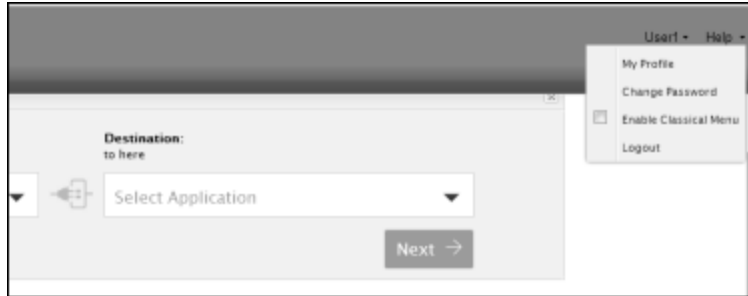 User1 Help
My Profile
Change Password
Enable Classical Menu
Logout
Destination:
to here
Select Application
Next